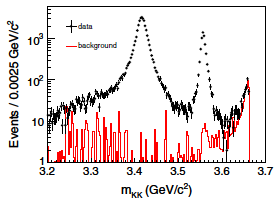 Events / 0.0025 GeV/c²
10³
10²
10
1
data
background
3.2 3.3 3.4 3.5 3.6 3.7
mKK (GeV/c²)